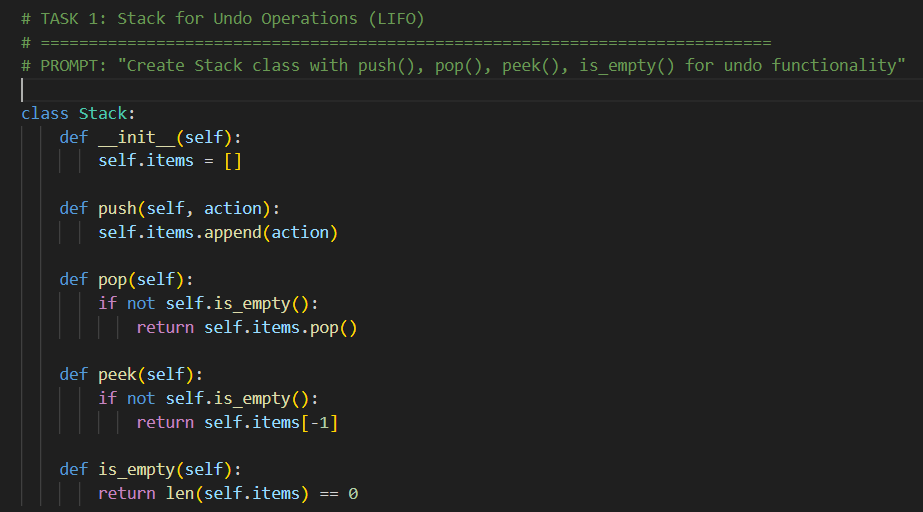 # TASK 1: Stack for Undo Operations (LIFO)
# ============================================================================
# PROMPT: "Create Stack class with push(), pop(), peek(), is_empty() for undo functionality"
class Stack:
    def __init__(self):
        self.items = []
    def push(self, action):
        self.items.append(action)
    def pop(self):
        if not self.is_empty():
            return self.items.pop()
    def peek(self):
        if not self.is_empty():
            return self.items[-1]
    def is_empty(self):
        return len(self.items) == 0